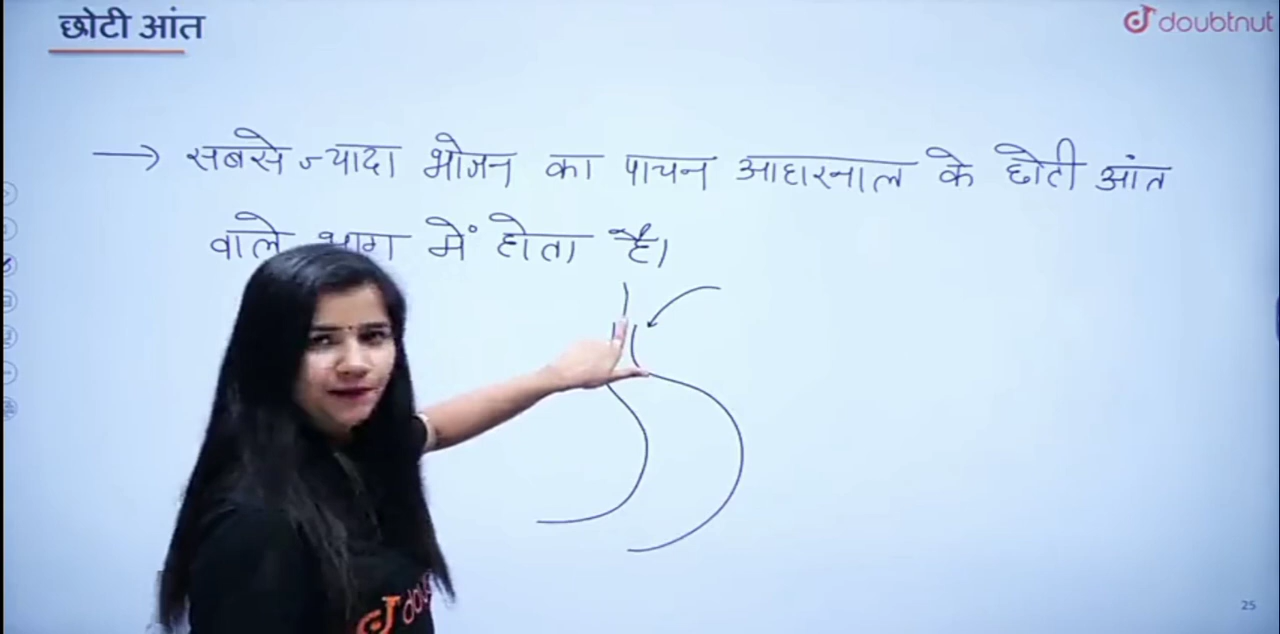 छोटी आंत
doubtnut
→ सबसे ज्यादा भोजन का पाचन आहारनाल के छोटी आंत
वाले भाग में होता है।
25